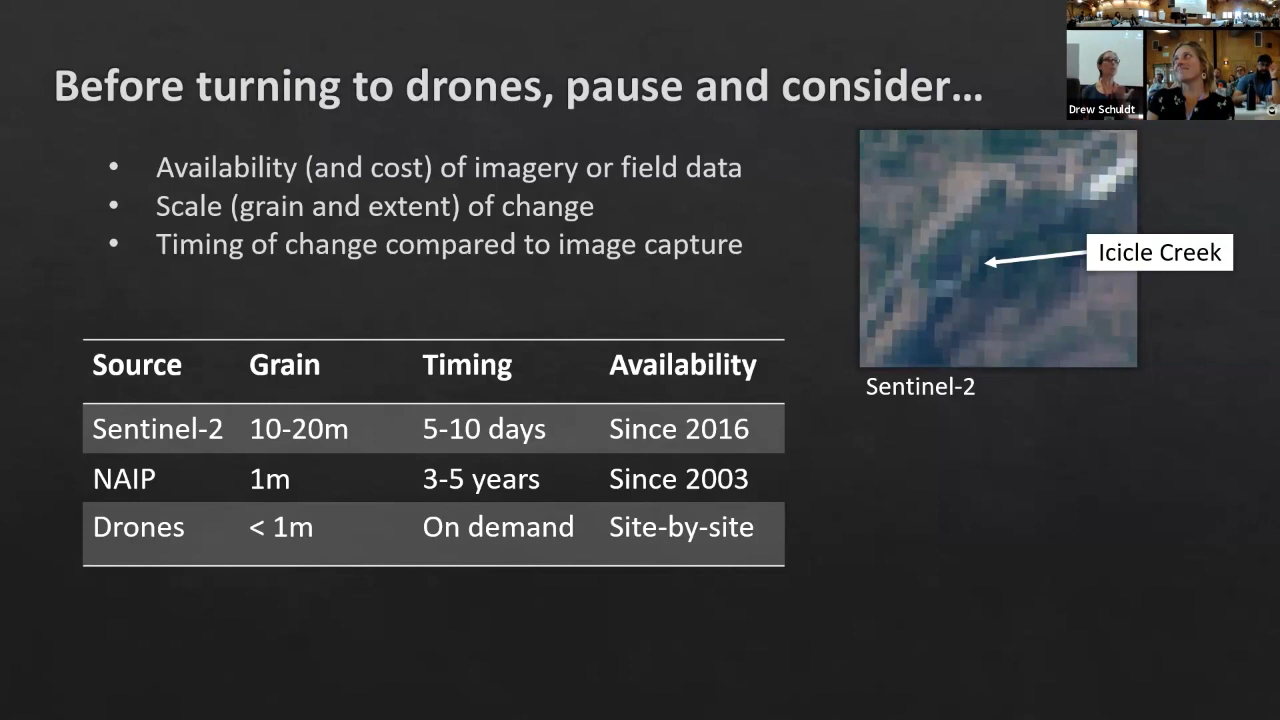 Before turning to drones, pause and consider…
Drew Schuldt
• Availability (and cost) of imagery or field data
• Scale (grain and extent) of change
• Timing of change compared to image capture
Icicle Creek
Sentinel-2
Source Grain Timing Availability
Sentinel-2 10-20m 5-10 days Since 2016
NAIP 1m 3-5 years Since 2003
Drones < 1m On demand Site-by-site